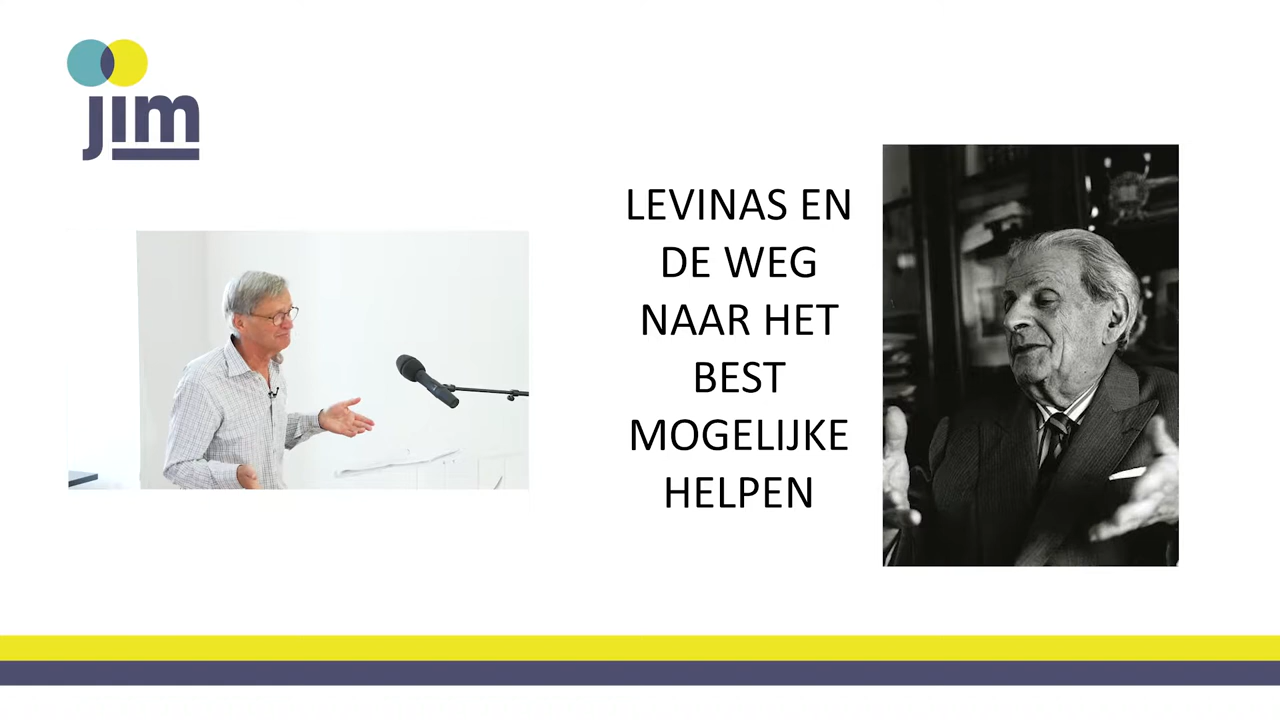 jim
LEVINAS EN
DE WEG
NAAR HET
BEST
MOGELIJKE
HELPEN